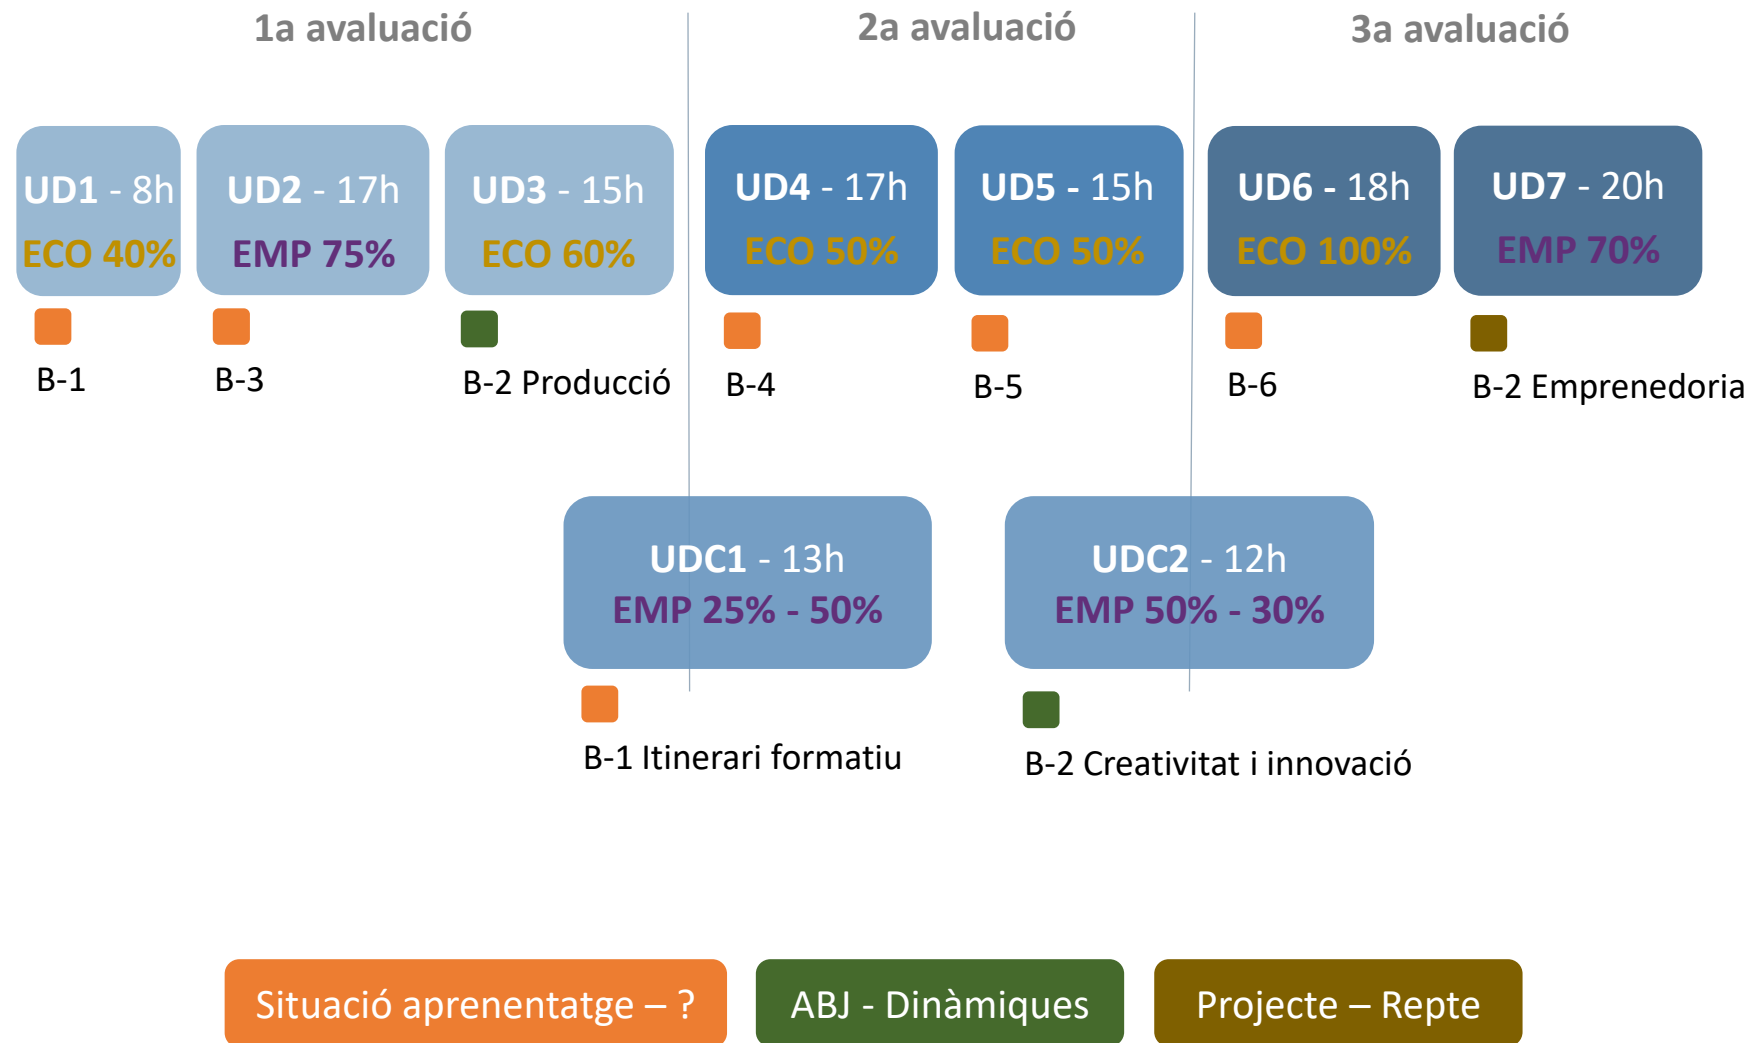 1a avaluació
2a avaluació
3a avaluació
UD1 - 8h
ECO 40%
UD2 - 17h
EMP 75%
UD3 - 15h
ECO 60%
UD4 - 17h
ECO 50%
UD5 - 15h
ECO 50%
UD6 - 18h
ECO 100%
UD7 - 20h
EMP 70%
B-1
B-3
B-2 Producció
B-4
B-5
B-6
B-2 Emprenedoria
UDC1 - 13h
EMP 25% - 50%
UDC2 - 12h
EMP 50% - 30%
B-1 Itinerari formatiu
B-2 Creativitat i innovació
Situació aprenentatge – ?
ABJ - Dinàmiques
Projecte – Repte